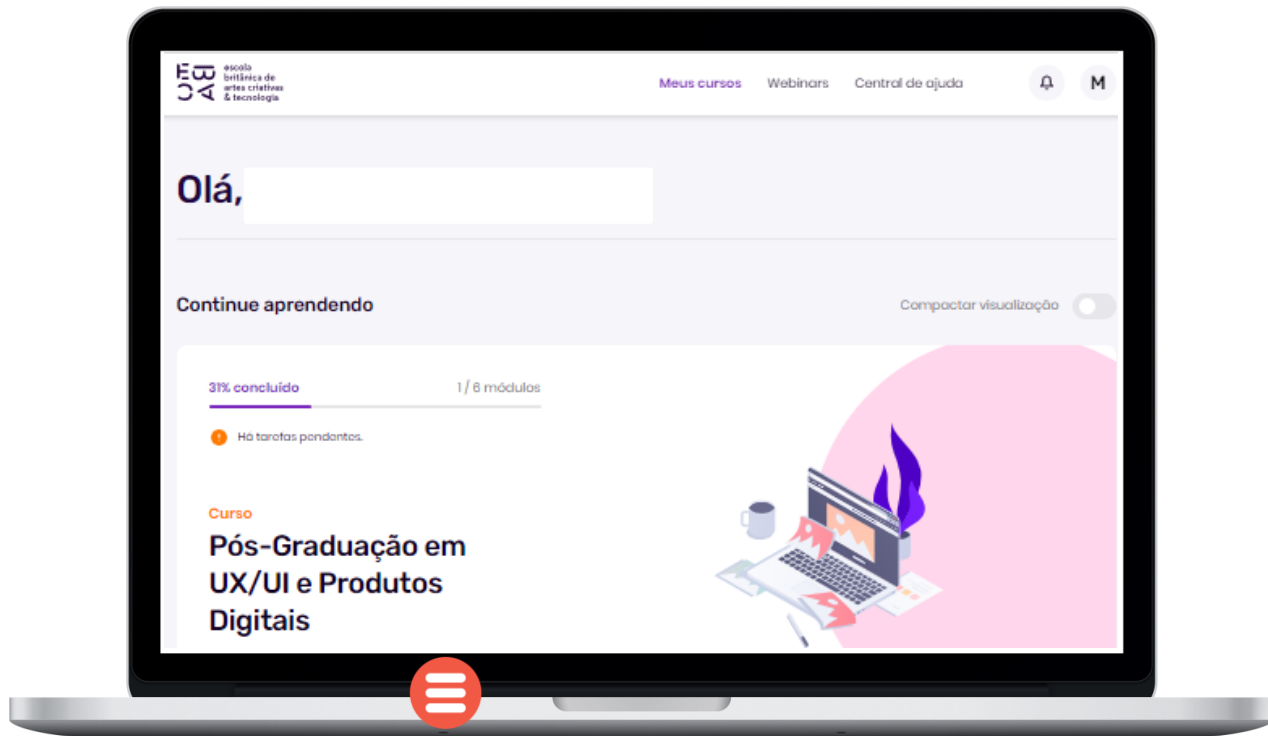 EBAC
escola
britânica de
artes criativas
& tecnologia
Meus cursos
Webinars
Central de ajuda
M
Olá,
Continue aprendendo
Compactar visualização
31% concluído
1 / 6 módulos
Há tarefas pendentes.
Curso
Pós-Graduação em
UX/UI e Produtos
Digitais